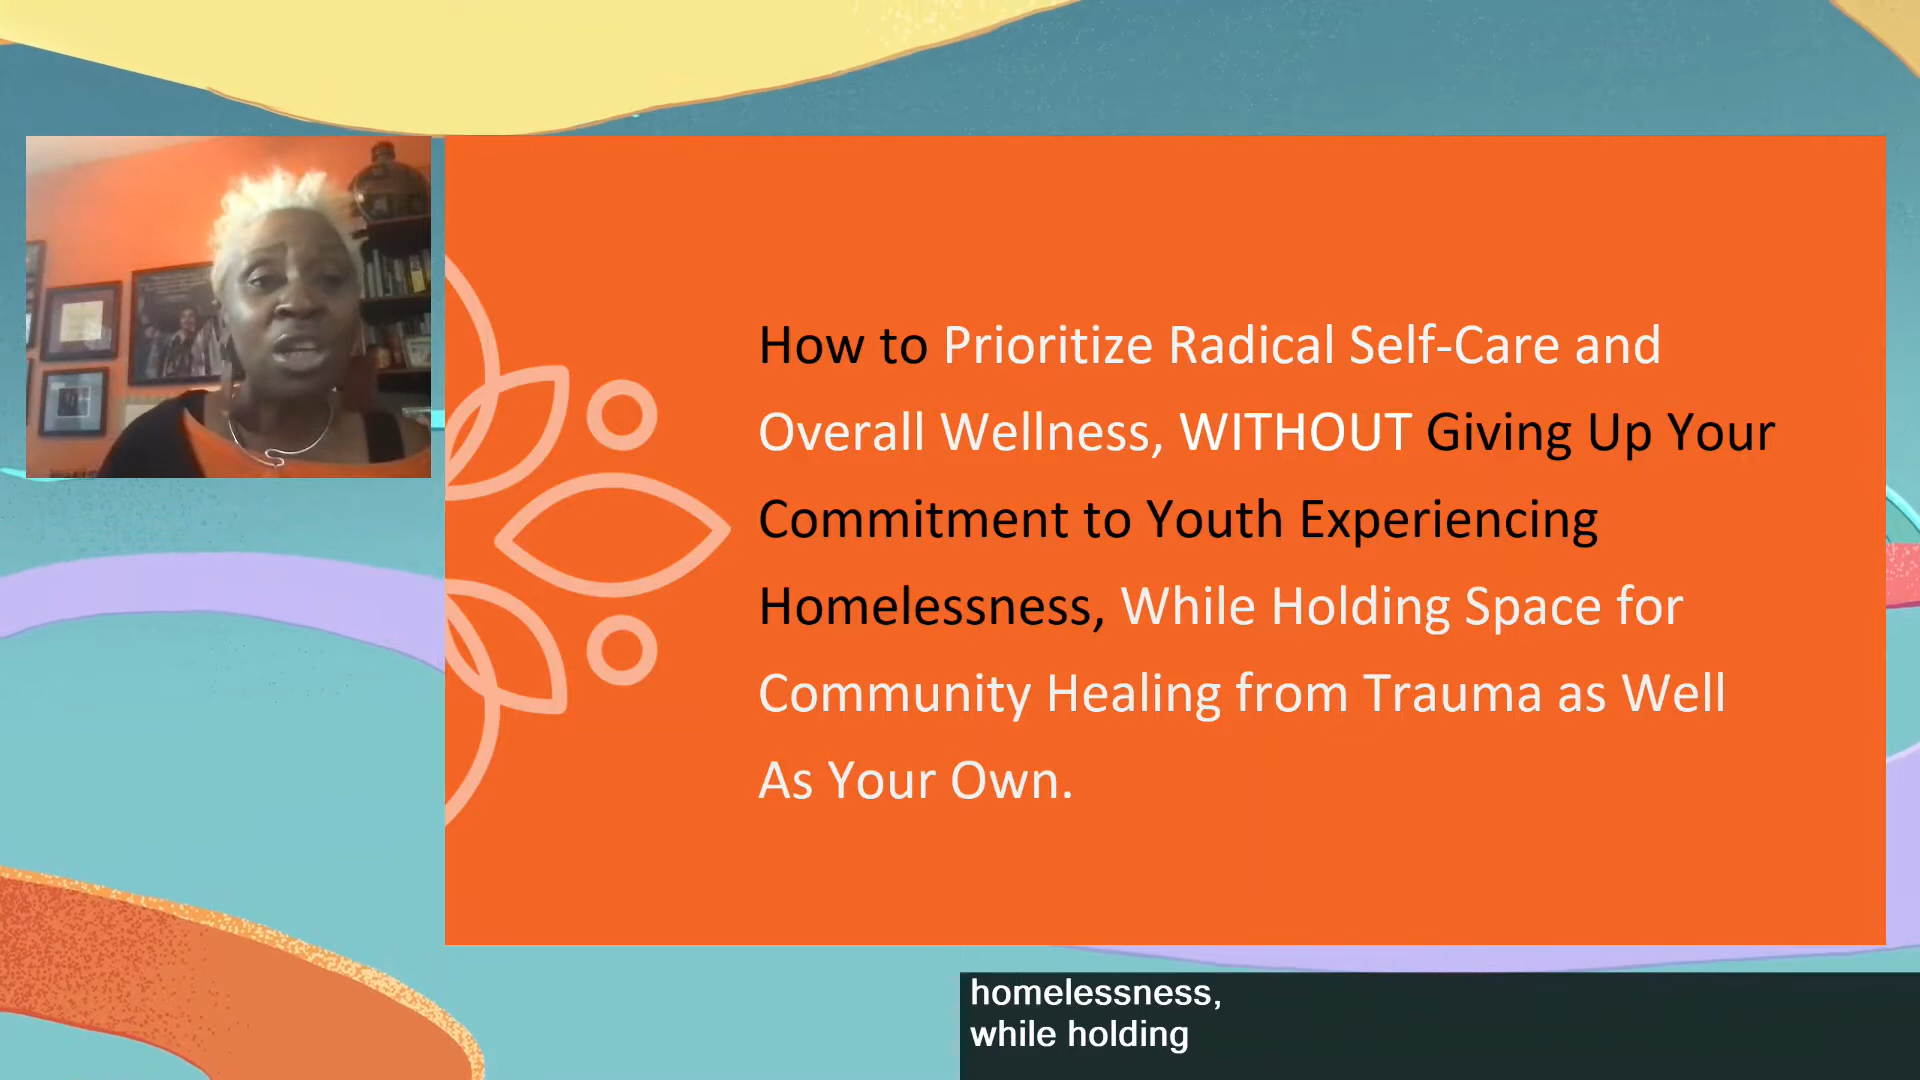 How to Prioritize Radical Self-Care and
Overall Wellness, WITHOUT Giving Up Your
Commitment to Youth Experiencing
Homelessness, While Holding Space for
Community Healing from Trauma as Well
As Your Own.
homelessness,
while holding